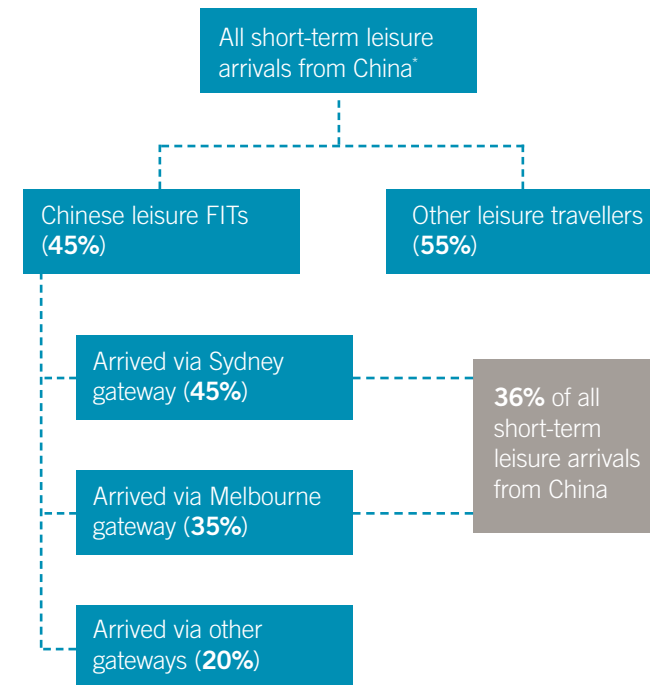 All short-term leisure
arrivals from China*
Chinese leisure FITs
(45%)
Other leisure travellers
(55%)
Arrived via Sydney
gateway (45%)
36% of all
short-term
leisure arrivals
from China
Arrived via Melbourne
gateway (35%)
Arrived via other
gateways (20%)